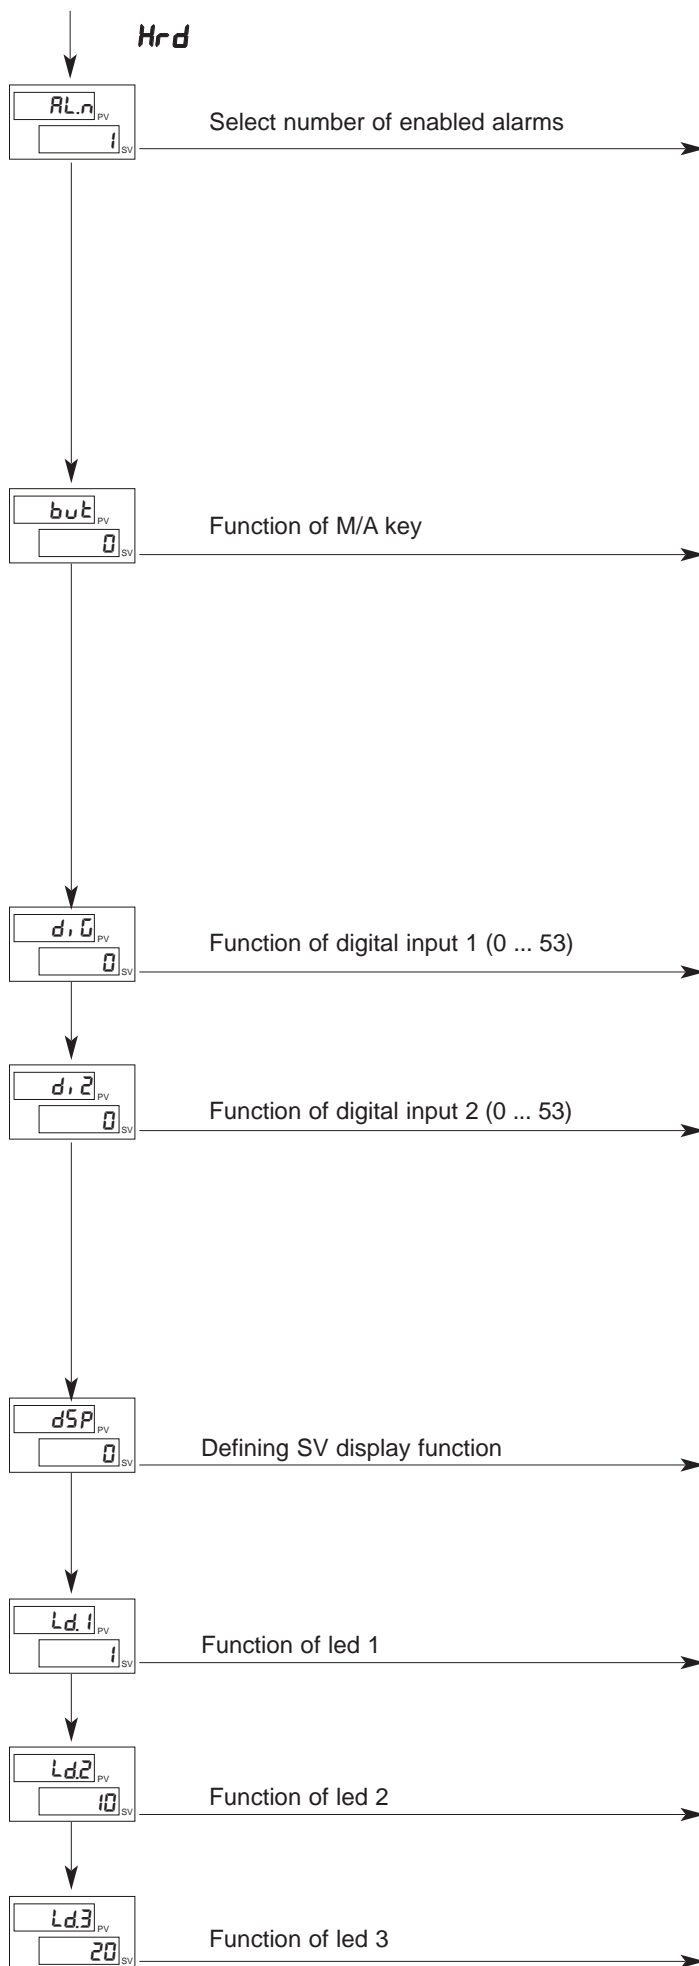 Hrd
AL.n PV
1 SV
Select number of enabled alarms
but PV
0 SV
Function of M/A key
diG PV
0 SV
Function of digital input 1 (0 ... 53)
di2 PV
0 SV
Function of digital input 2 (0 ... 53)
dSP PV
0 SV
Defining SV display function
Ld.1 PV
1 SV
Function of led 1
Ld.2 PV
10 SV
Function of led 2
Ld.3 PV
20 SV
Function of led 3